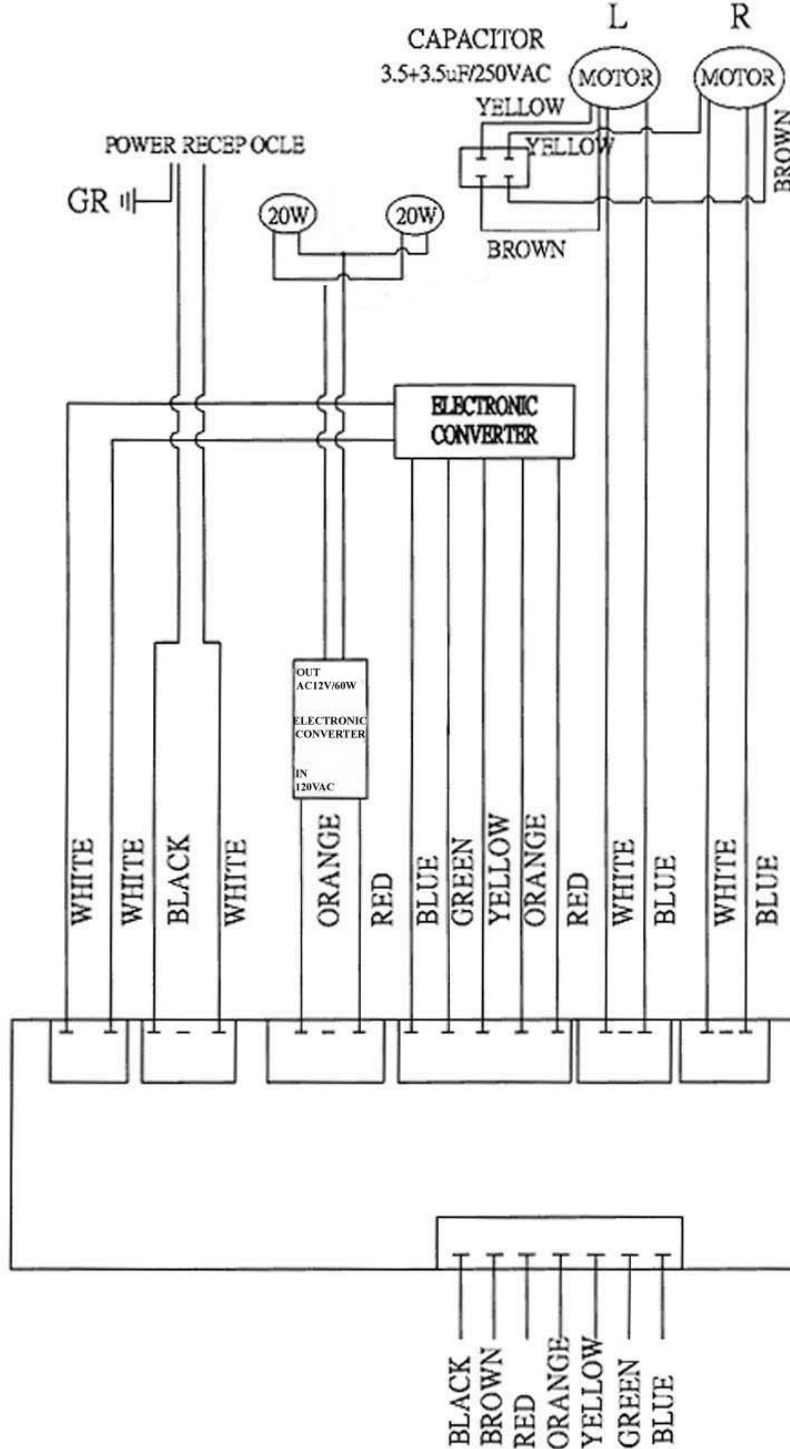 L
R
CAPACITOR
3.5+3.5uF/250VAC
MOTOR
MOTOR
YELLOW
YELLOW
BROWN
BROWN
POWER RECEP OCLE
GR
20W
20W
ELECTRONIC
CONVERTER
OUT
AC12V/60W
ELECTRONIC
CONVERTER
IN
120VAC
WHITE
WHITE
BLACK
WHITE
ORANGE
RED
BLUE
GREEN
YELLOW
ORANGE
RED
WHITE
BLUE
WHITE
BLUE
BLACK
BROWN
RED
ORANGE
YELLOW
GREEN
BLUE